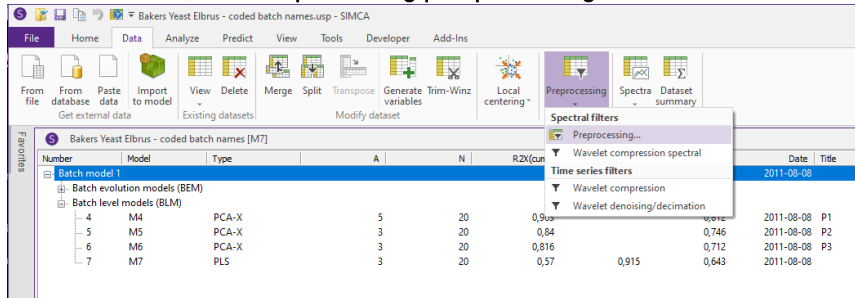 Bakers Yeast Elbrus - coded batch names.usp - SIMCA
File Home Data Analyze Predict View Tools Developer Add-Ins
From file From database Paste data Import to model View Delete Merge Split Transpose Generate variables Trim-Winz Local centering Preprocessing Spectra Dataset summary
Get external data Existing datasets Modify dataset
Spectral filters
Preprocessing...
Wavelet compression spectral
Time series filters
Wavelet compression
Wavelet denoising/decimation
Favorites
Bakers Yeast Elbrus - coded batch names [M7]
Number Model Type A N R2X(cum Date Title
Batch model 1 2011-08-08
Batch evolution models (BEM)
Batch level models (BLM)
4 M4 PCA-X 5 20 0,905 0,812 2011-08-08 P1
5 M5 PCA-X 3 20 0,84 0,746 2011-08-08 P2
6 M6 PCA-X 3 20 0,816 0,712 2011-08-08 P3
7 M7 PLS 3 20 0,57 0,915 0,643 2011-08-08